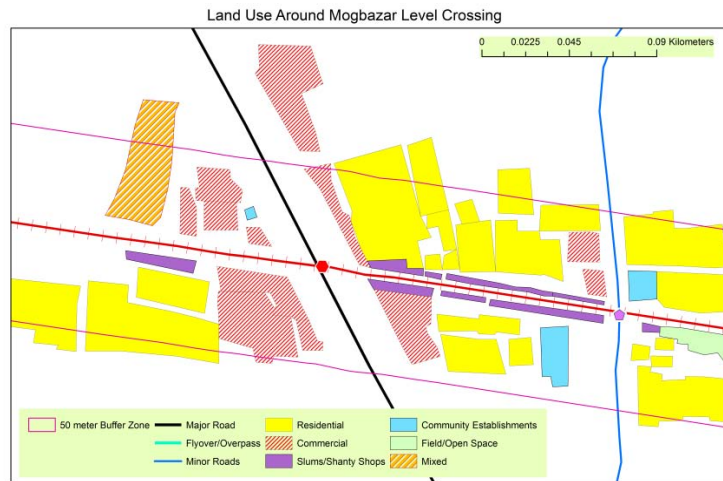 Land Use Around Mogbazar Level Crossing
0 0.0225 0.045 0.09 Kilometers
50 meter Buffer Zone Major Road Residential Community Establishments
Flyover/Overpass Commercial Field/Open Space
Minor Roads Slums/Shanty Shops Mixed